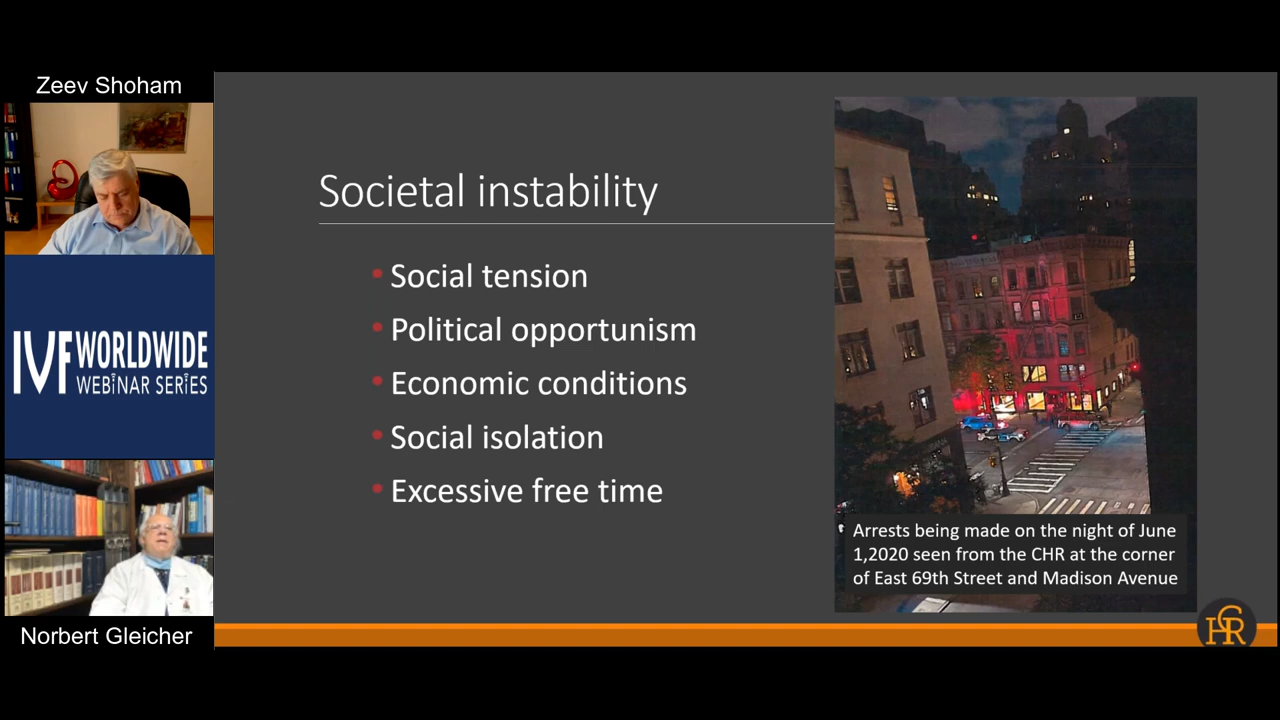 Zeev Shoham
IVF WORLDWIDE
WEBINAR SERIES
Norbert Gleicher
Societal instability
• Social tension
• Political opportunism
• Economic conditions
• Social isolation
• Excessive free time
Arrests being made on the night of June
1,2020 seen from the CHR at the corner
of East 69th Street and Madison Avenue
CHR